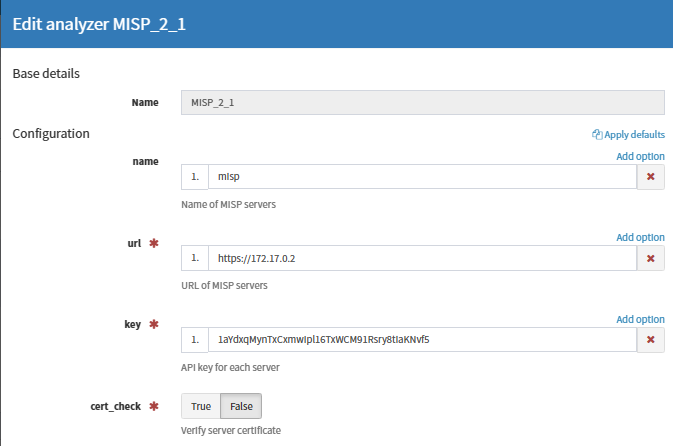 Edit analyzer MISP_2_1
Base details
Name
MISP_2_1
Configuration
Apply defaults
name
Add option
1.
misp
Name of MISP servers
url
Add option
1.
https://172.17.0.2
URL of MISP servers
key
Add option
1.
1aYdxqMynTxCxmwIpl16TxWCM91Rsry8tIaKNvf5
API key for each server
cert_check
True
False
Verify server certificate